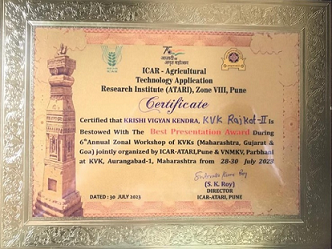 ICAR - Agricultural
Technology Application
Research Institute (ATARI), Zone VIII, Pune
Certificate
Certified that KRISHI VIGYAN KENDRA, KVK Rajkot-II is
Bestowed With The Best Presentation Award During
6th Annual Zonal Workshop of KVKs (Maharashtra, Gujarat &
Goa) jointly organized by ICAR-ATARI,Pune & VNMKV, Parbhani
at KVK, Aurangabad-1, Maharashtra from 28-30 July 2023
(S. K. Roy)
DATED : 30 JULY 2023
DIRECTOR
ICAR-ATARI, PUNE